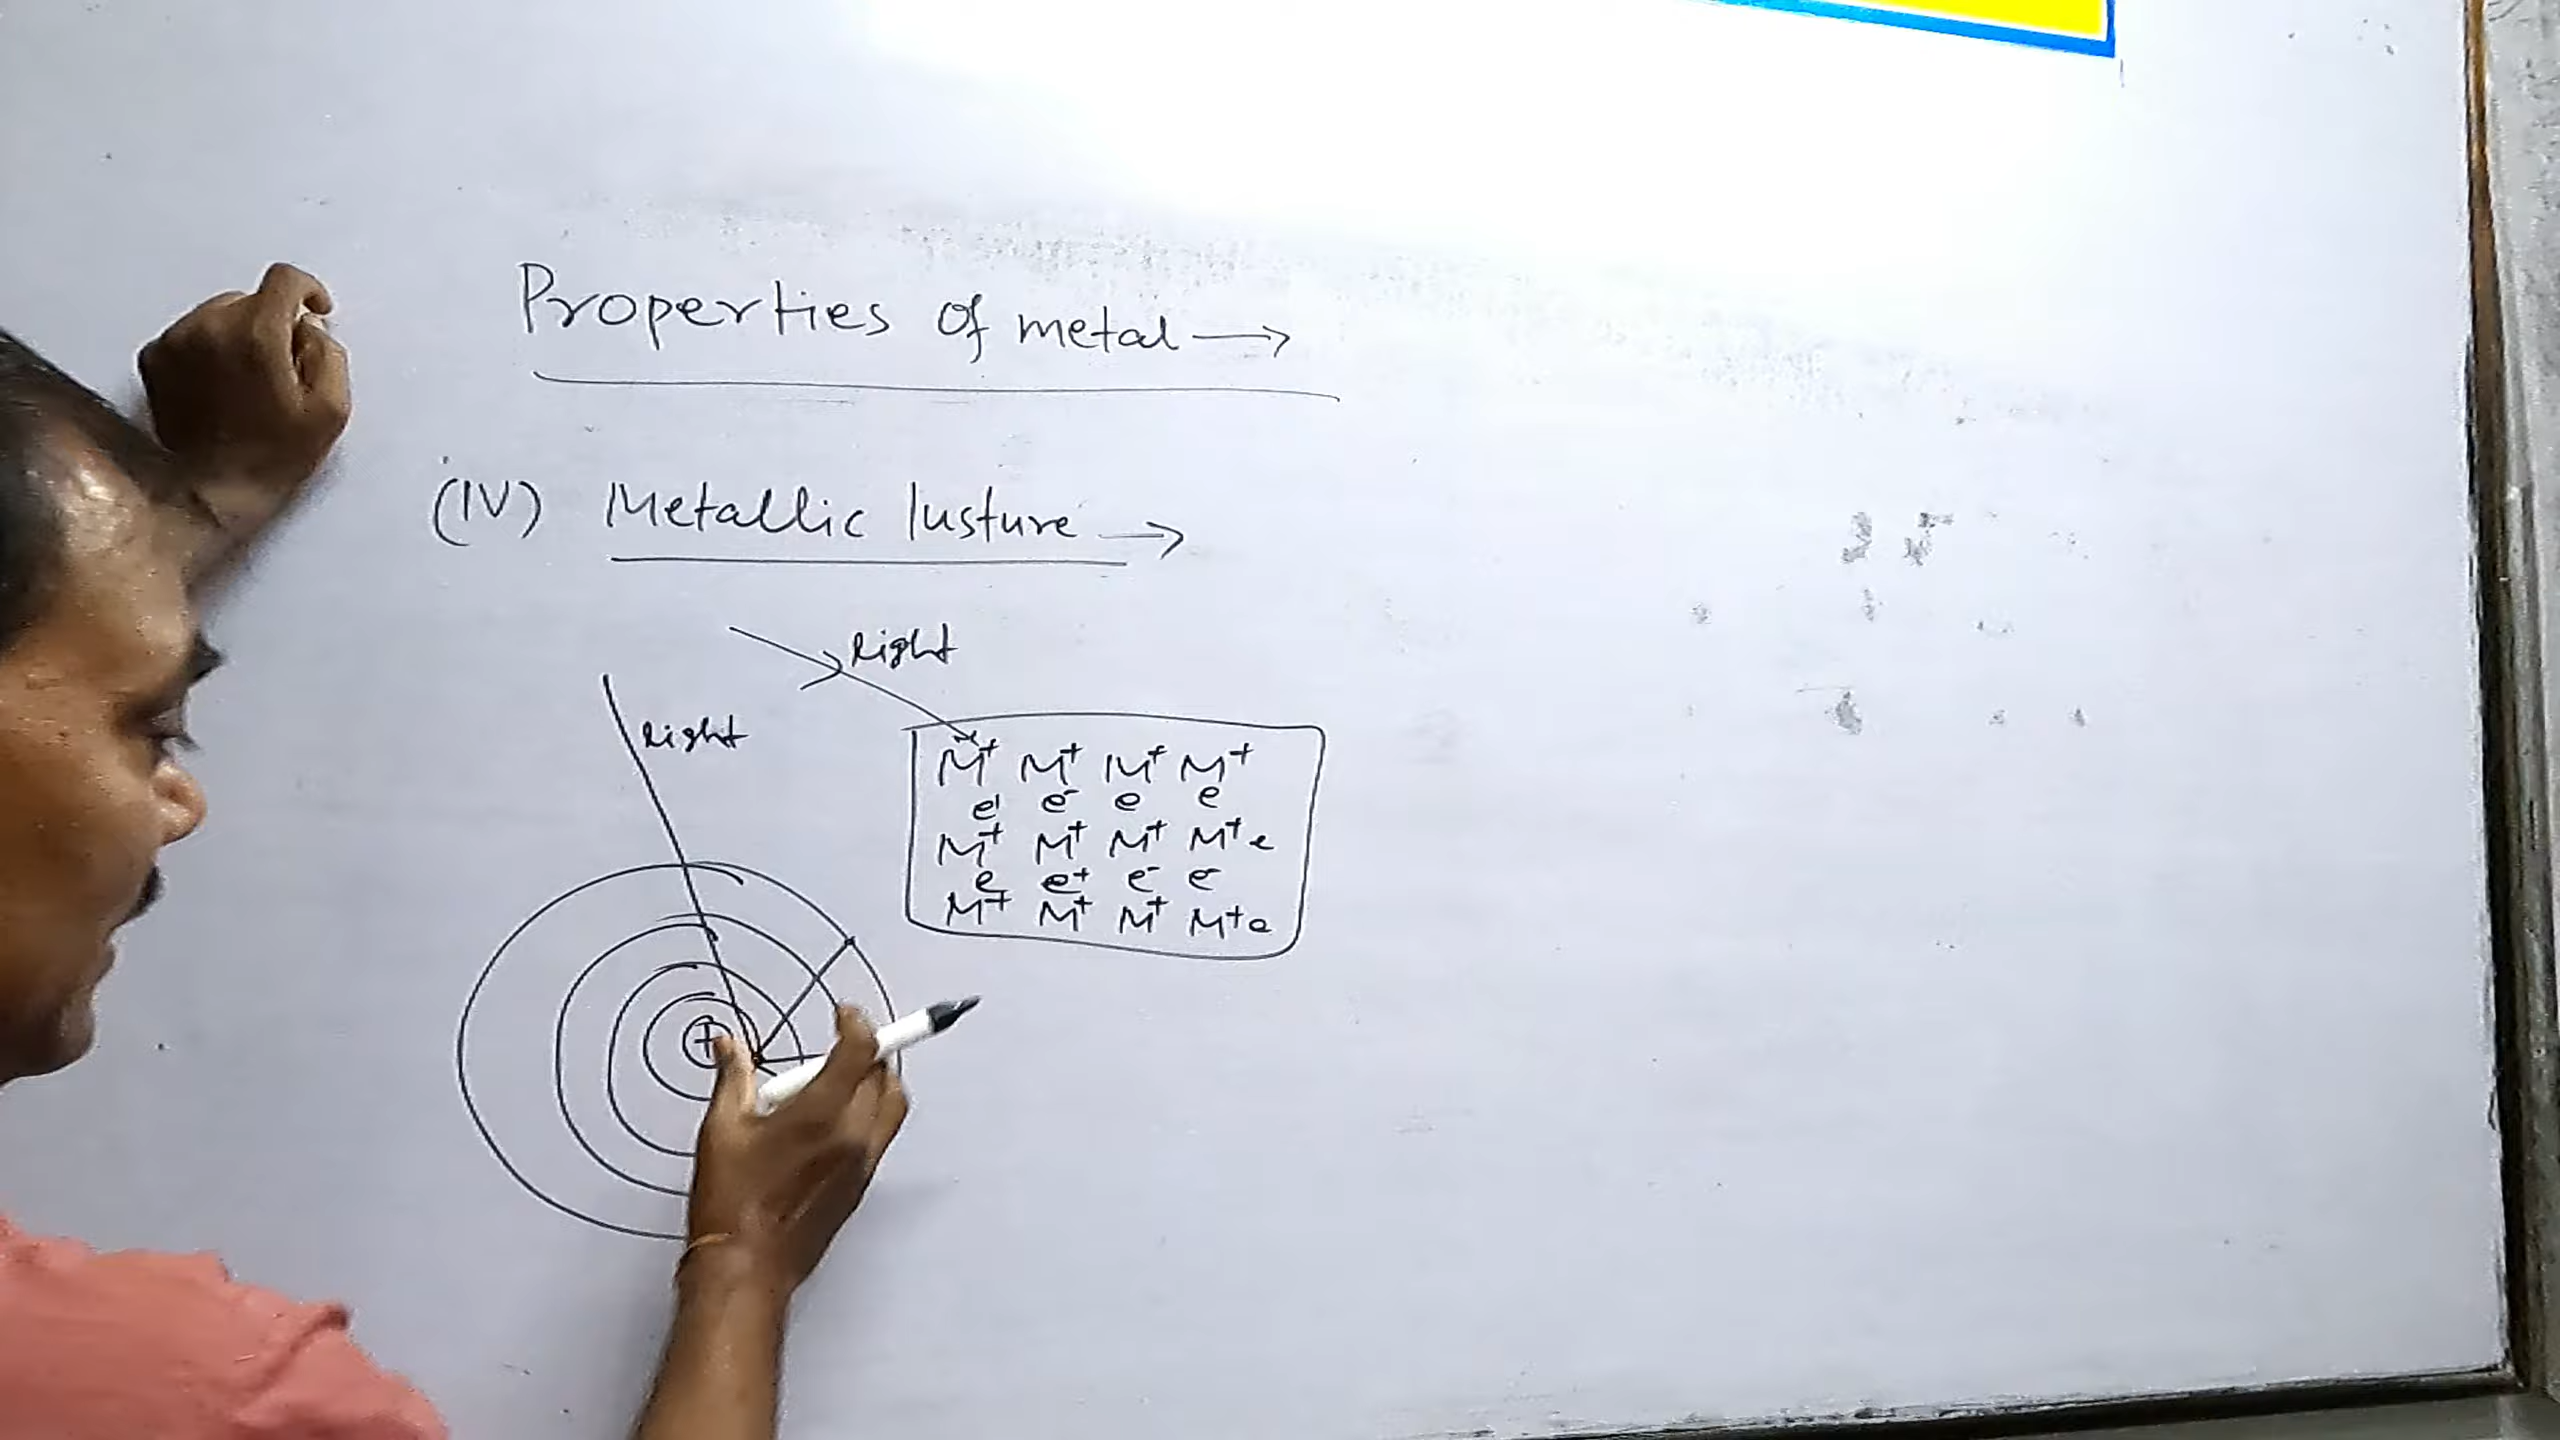 Properties of metal →
(IV) Metallic lusture →
Light
Light
M⁺ M⁺ M⁺ M⁺
e⁻ e⁻ e e
M⁺ M⁺ M⁺ M⁺ e
e e⁺ e⁻ e⁻
M⁺ M⁺ M⁺ M⁺ e
+